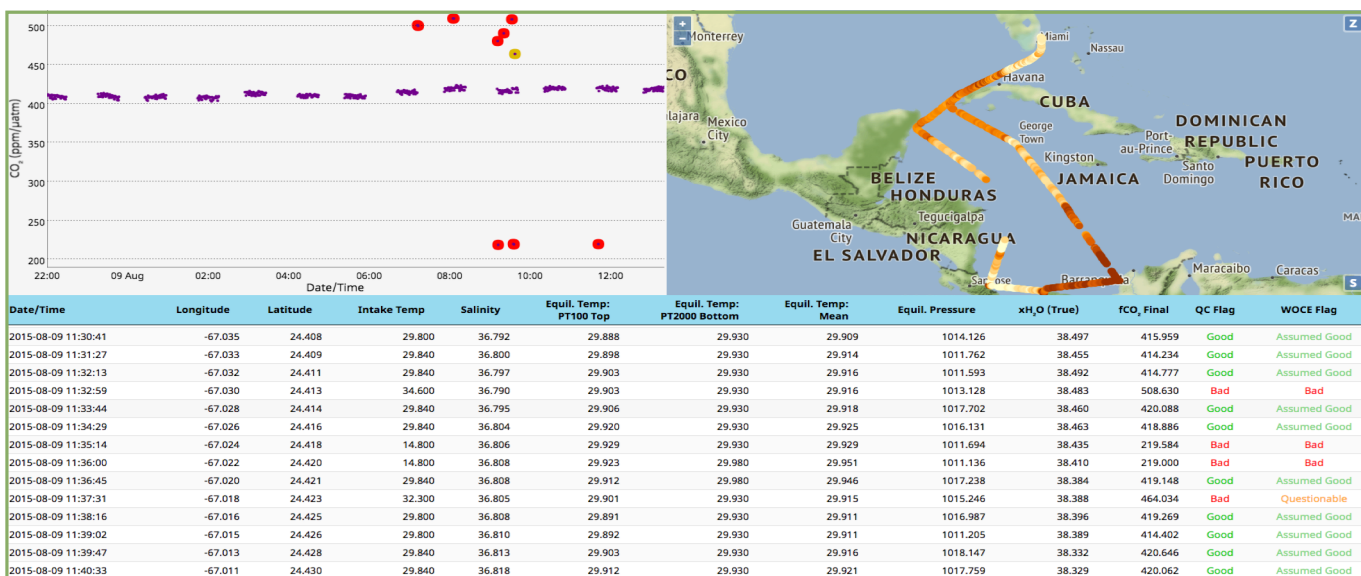 500
450
400
350
300
250
200
CO₂ (ppm/µatm)
22:00 09 Aug 02:00 04:00 06:00 08:00 10:00 12:00
Date/Time
+
−
Z
S
Monterrey
Miami
Nassau
CO
Havana
CUBA
alajara
Mexico
City
George
Town
DOMINICAN
REPUBLIC
Port-
au-Prince
Santo
Domingo
PUERTO
RICO
Kingston
JAMAICA
BELIZE
HONDURAS
Guatemala
City
Tegucigalpa
NICARAGUA
EL SALVADOR
MA
Maracaibo
Caracas
Date/Time Longitude Latitude Intake Temp Salinity Equil. Temp: PT100 Top Equil. Temp: PT2000 Bottom Equil. Temp: Mean Equil. Pressure xH₂O (True) fCO₂ Final QC Flag WOCE Flag
2015-08-09 11:30:41 -67.035 24.408 29.800 36.792 29.888 29.930 29.909 1014.126 38.497 415.959 Good Assumed Good
2015-08-09 11:31:27 -67.033 24.409 29.840 36.800 29.898 29.930 29.914 1011.762 38.455 414.234 Good Assumed Good
2015-08-09 11:32:13 -67.032 24.411 29.840 36.797 29.903 29.930 29.916 1011.593 38.492 414.777 Good Assumed Good
2015-08-09 11:32:59 -67.030 24.413 34.600 36.790 29.903 29.930 29.916 1013.128 38.483 508.630 Bad Bad
2015-08-09 11:33:44 -67.028 24.414 29.840 36.795 29.906 29.930 29.918 1017.702 38.460 420.088 Good Assumed Good
2015-08-09 11:34:29 -67.026 24.416 29.840 36.804 29.920 29.930 29.925 1016.131 38.463 418.886 Good Assumed Good
2015-08-09 11:35:14 -67.024 24.418 14.800 36.806 29.929 29.930 29.929 1011.694 38.435 219.584 Bad Bad
2015-08-09 11:36:00 -67.022 24.420 14.800 36.808 29.923 29.980 29.951 1011.136 38.410 219.000 Bad Bad
2015-08-09 11:36:45 -67.020 24.421 29.840 36.808 29.912 29.980 29.946 1017.238 38.384 419.148 Good Assumed Good
2015-08-09 11:37:31 -67.018 24.423 32.300 36.805 29.901 29.930 29.915 1015.246 38.388 464.034 Bad Questionable
2015-08-09 11:38:16 -67.016 24.425 29.800 36.808 29.891 29.930 29.911 1016.987 38.396 419.269 Good Assumed Good
2015-08-09 11:39:02 -67.015 24.426 29.800 36.810 29.892 29.930 29.911 1011.205 38.389 414.402 Good Assumed Good
2015-08-09 11:39:47 -67.013 24.428 29.840 36.813 29.903 29.930 29.916 1018.147 38.332 420.646 Good Assumed Good
2015-08-09 11:40:33 -67.011 24.430 29.840 36.818 29.912 29.930 29.921 1017.759 38.329 420.062 Good Assumed Good